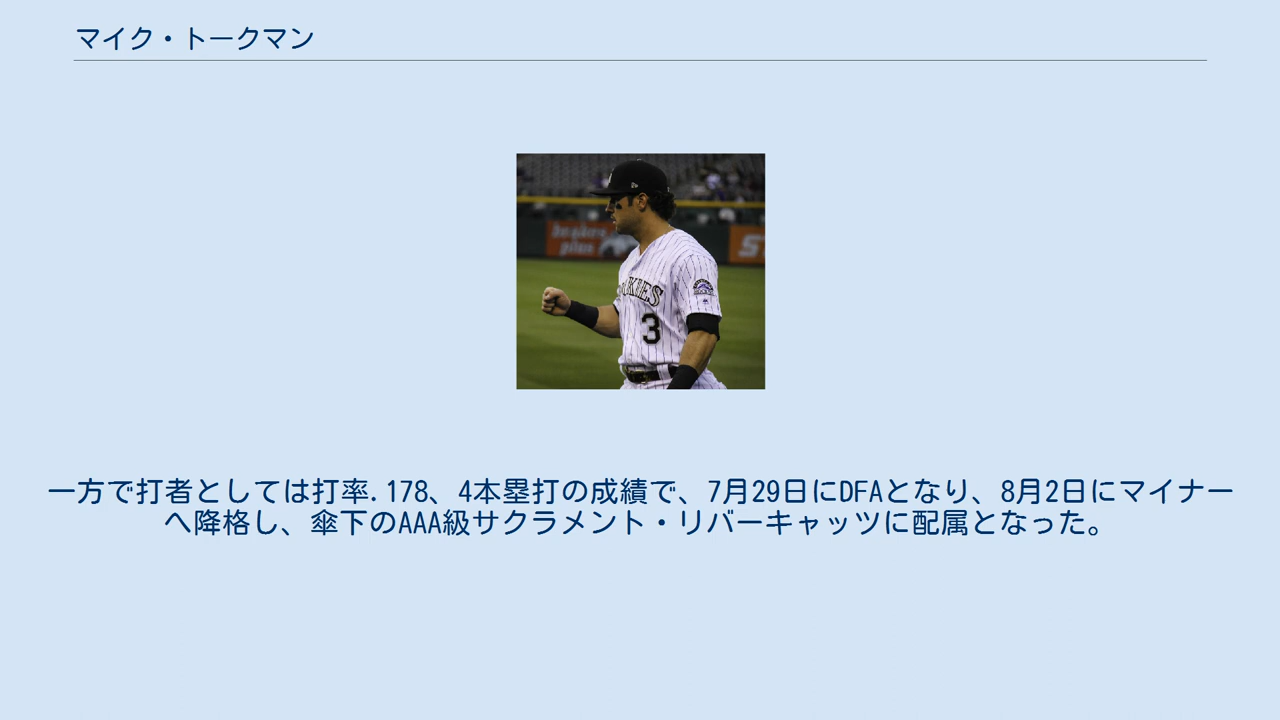 マイク・トークマン
brakes
plus
ST
3
一方で打者としては打率.178、4本塁打の成績で、7月29日にDFAとなり、8月2日にマイナー
へ降格し、傘下のAAA級サクラメント・リバーキャッツに配属となった。